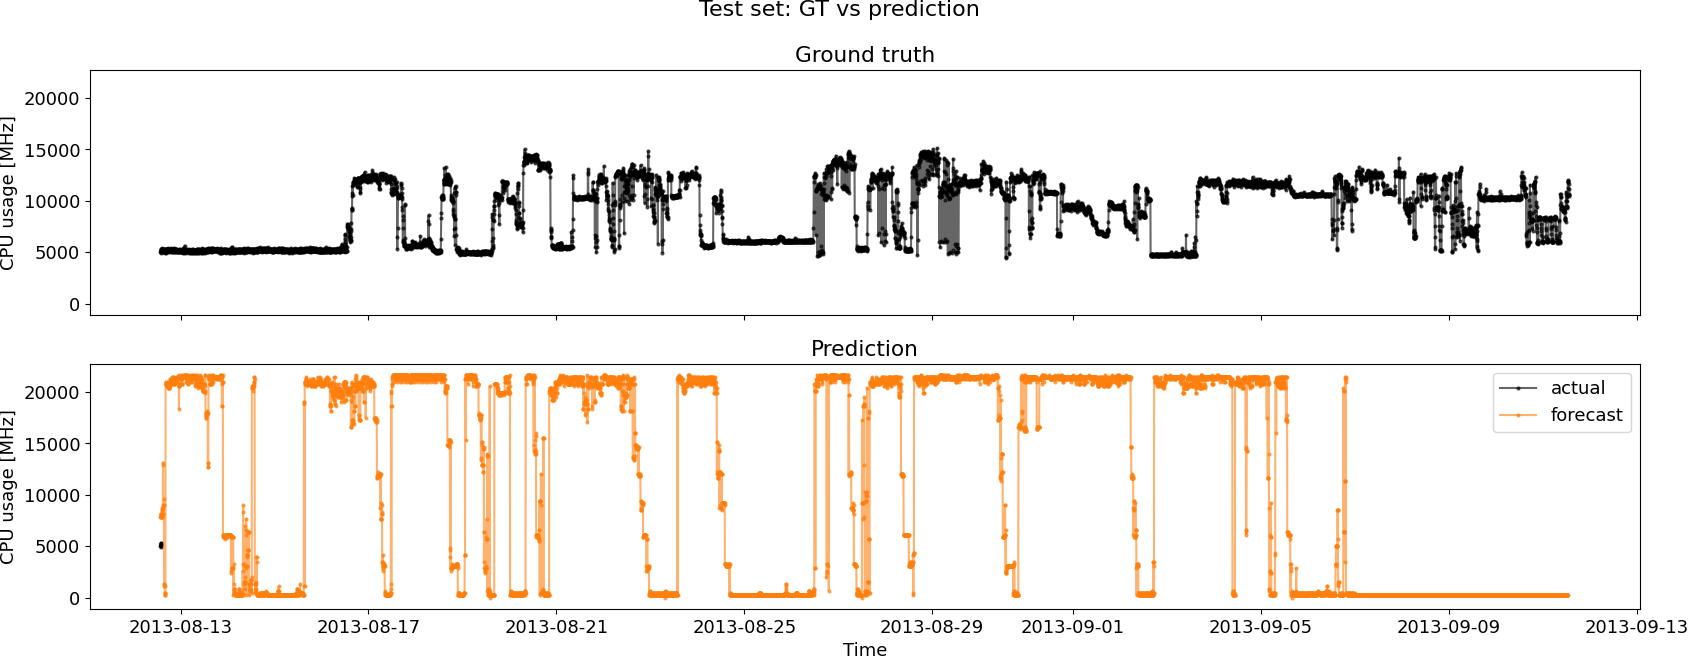 Test set: GT vs prediction
Ground truth
CPU usage [MHz]
20000
15000
10000
5000
0
Prediction
CPU usage [MHz]
20000
15000
10000
5000
0
actual
forecast
2013-08-13 2013-08-17 2013-08-21 2013-08-25 2013-08-29 2013-09-01 2013-09-05 2013-09-09 2013-09-13
Time